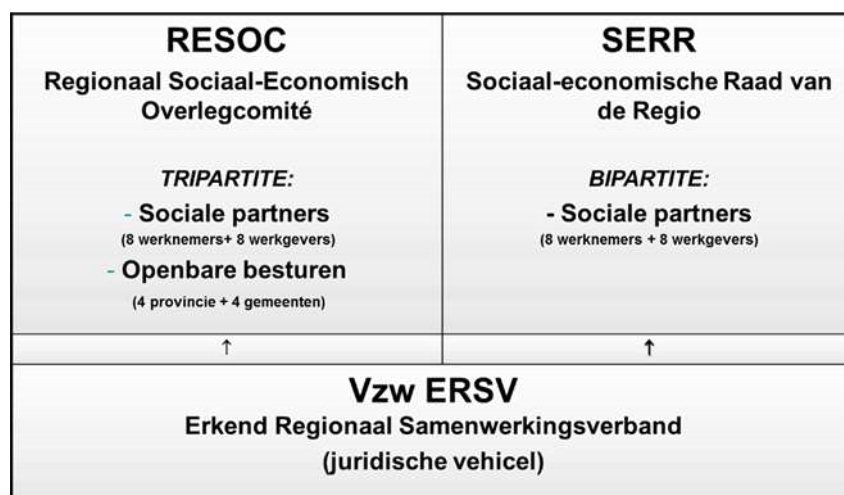 RESOC
Regionaal Sociaal-Economisch
Overlegcomité
TRIPARTITE:
- Sociale partners
(8 werknemers+ 8 werkgevers)
- Openbare besturen
(4 provincie + 4 gemeenten)
↑
SERR
Sociaal-economische Raad van
de Regio
BIPARTITE:
- Sociale partners
(8 werknemers + 8 werkgevers)
↑
Vzw ERSV
Erkend Regionaal Samenwerkingsverband
(juridische vehicel)